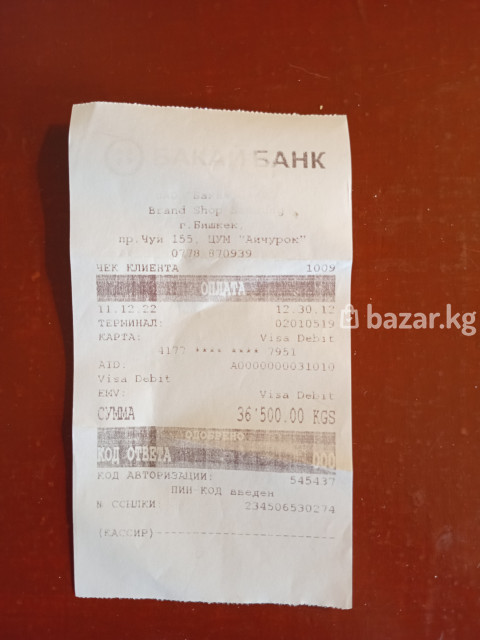 БАКАЙ БАНК
Brand Shop
г.Бишкек
пр.Чуи 155, ЦУМ "Айчурок"
0778 870939
ЧЕК КЛИЕНТА 1009
ОПЛАТА
11.12.22 12.30.12
ТЕРМИНАЛ: 02010519
КАРТА: Visa Debit
4177 **** **** 7951
AID: A0000000031010
Visa Debit
EMV: Visa Debit
СУММА 36'500.00 KGS
ОДОБРЕНО
КОД ОТВЕТА 000
КОД АВТОРИЗАЦИИ: 545437
ПИН-КОД введен
N ССЫЛКИ: 234506530274
(КАССИР)
bazar.kg